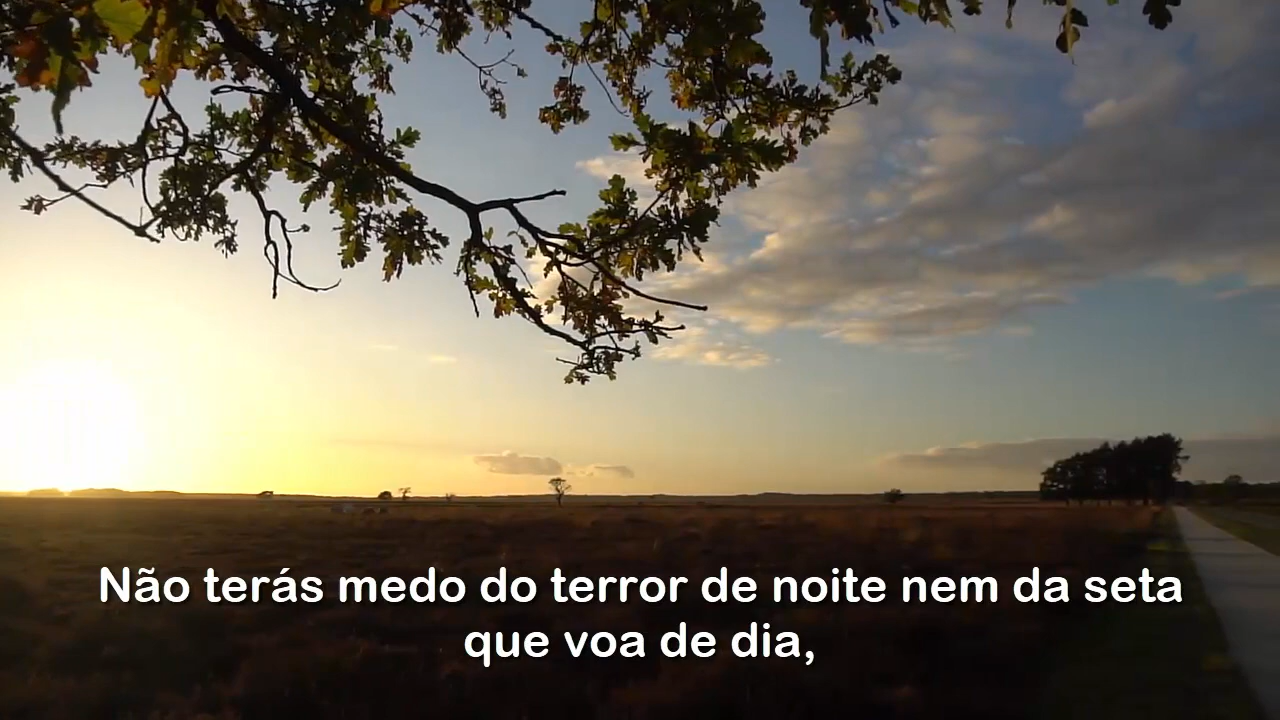 Não terás medo do terror de noite nem da seta
que voa de dia,